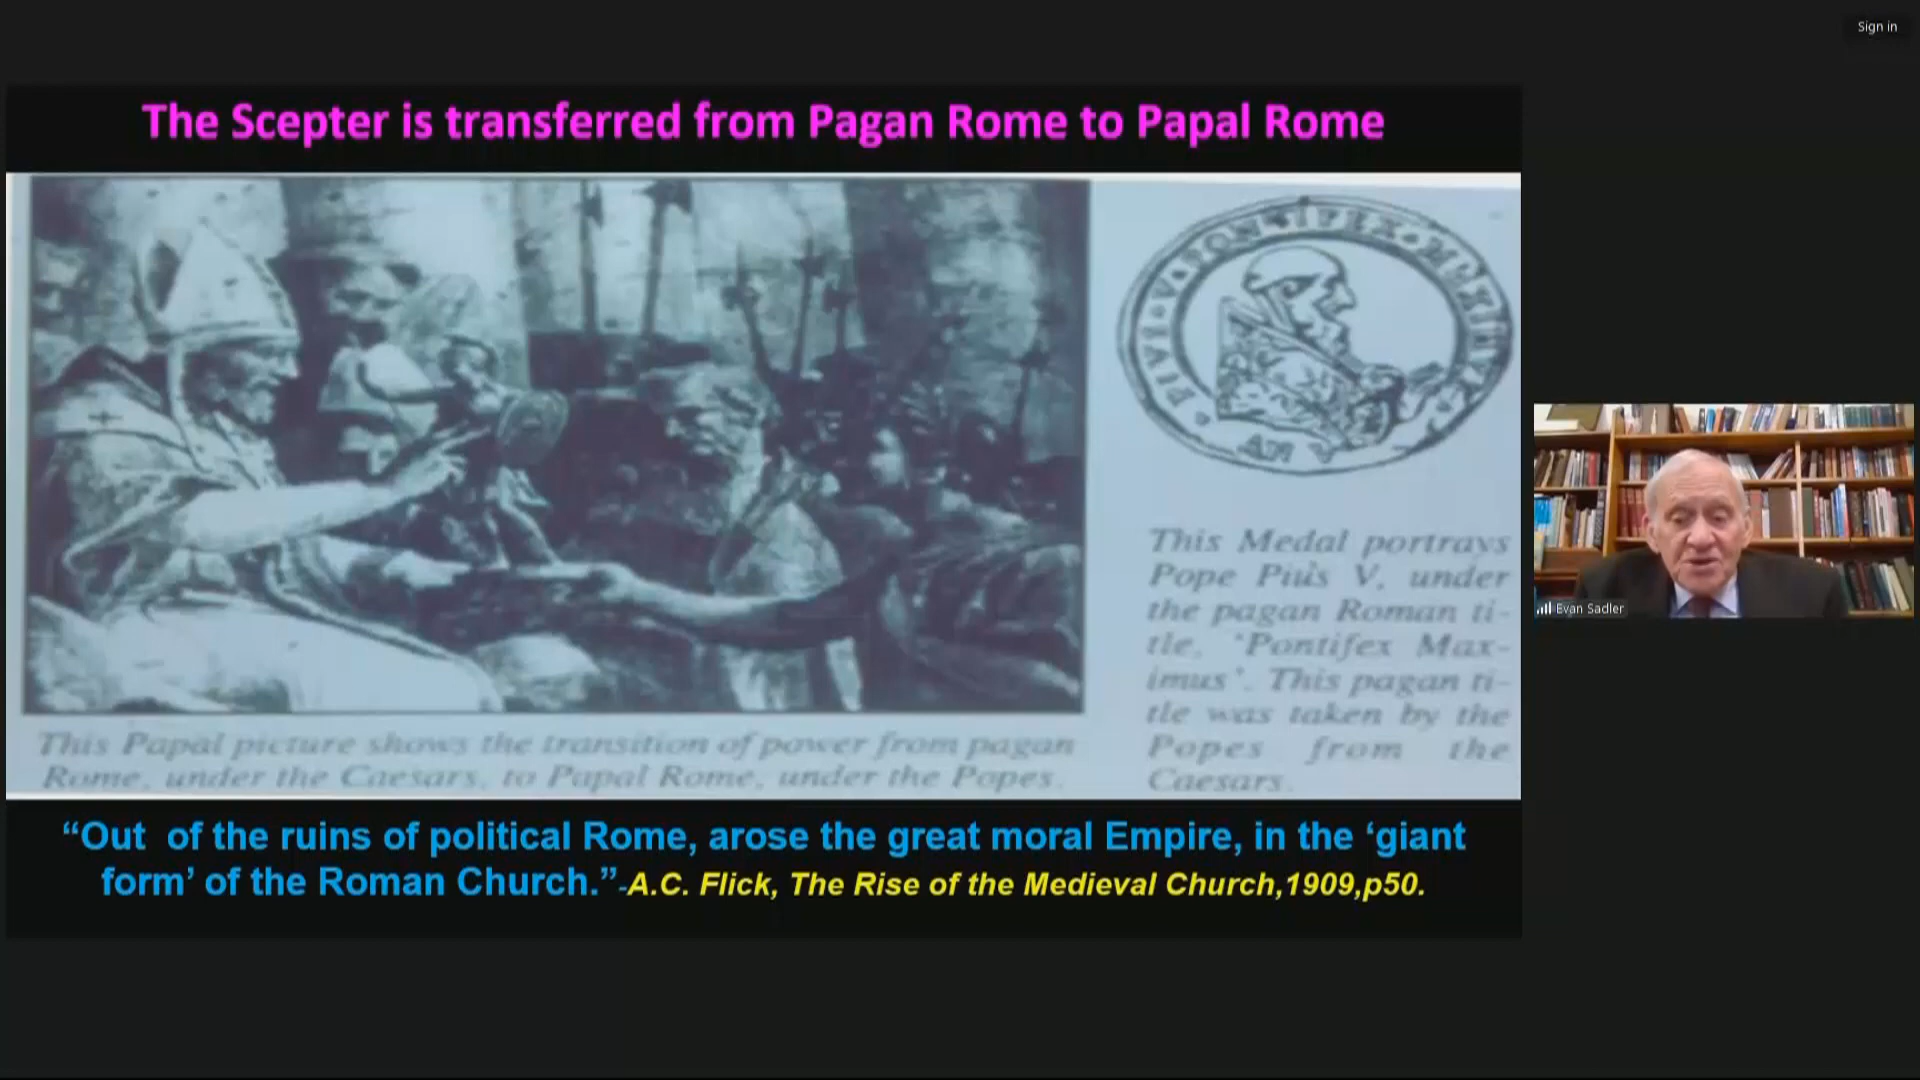 Sign in
The Scepter is transferred from Pagan Rome to Papal Rome
PIVS V PONTIFEX MAXIMVS
AN V
This Medal portrays
Pope Pius V, under
the pagan Roman ti-
tle, 'Pontifex Max-
imus'. This pagan ti-
tle was taken by the
Popes from the
Caesars.
This Papal picture shows the transition of power from pagan
Rome, under the Caesars, to Papal Rome, under the Popes.
“Out of the ruins of political Rome, arose the great moral Empire, in the ‘giant
form’ of the Roman Church.”-A.C. Flick, The Rise of the Medieval Church,1909,p50.
Evan Sadler